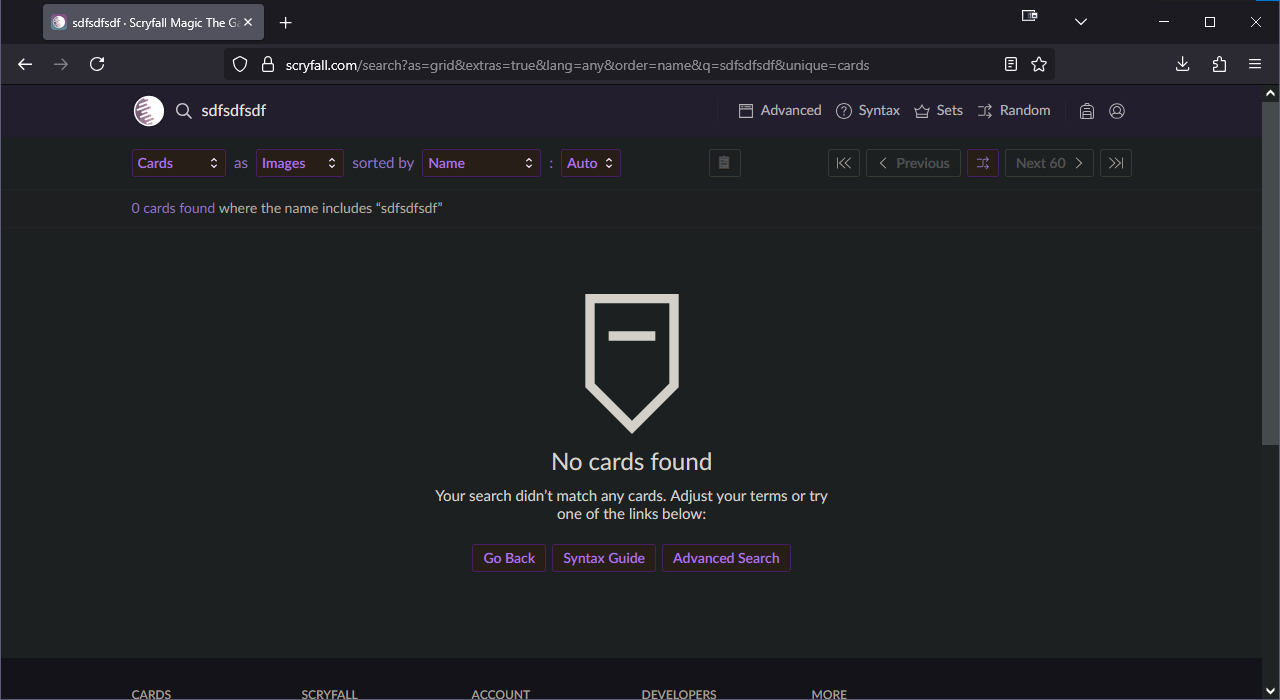 sdfsdfsdf · Scryfall Magic The Ga
scryfall.com/search?as=grid&extras=true&lang=any&order=name&q=sdfsdfsdf&unique=cards
sdfsdfsdf Advanced Syntax Sets Random
Cards as Images sorted by Name : Auto Previous Next 60
0 cards found where the name includes “sdfsdfsdf”
No cards found
Your search didn’t match any cards. Adjust your terms or try
one of the links below:
Go Back Syntax Guide Advanced Search
CARDS SCRYFALL ACCOUNT DEVELOPERS MORE